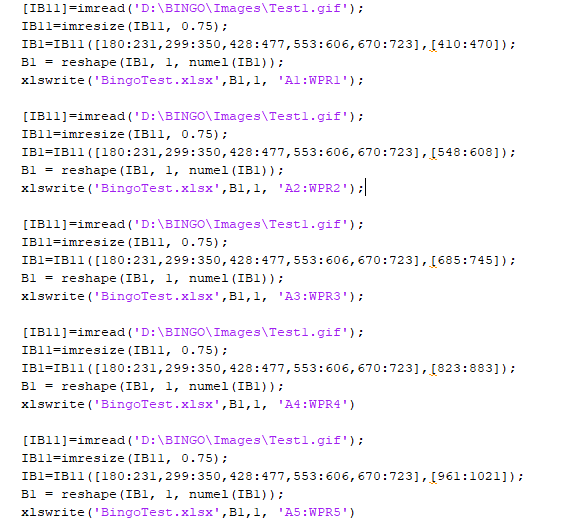 [IB11]=imread('D:\BINGO\Images\Test1.gif');
IB11=imresize(IB11, 0.75);
IB1=IB11([180:231,299:350,428:477,553:606,670:723],[410:470]);
B1 = reshape(IB1, 1, numel(IB1));
xlswrite('BingoTest.xlsx',B1,1, 'A1:WPR1');
[IB11]=imread('D:\BINGO\Images\Test1.gif');
IB11=imresize(IB11, 0.75);
IB1=IB11([180:231,299:350,428:477,553:606,670:723],[548:608]);
B1 = reshape(IB1, 1, numel(IB1));
xlswrite('BingoTest.xlsx',B1,1, 'A2:WPR2');
[IB11]=imread('D:\BINGO\Images\Test1.gif');
IB11=imresize(IB11, 0.75);
IB1=IB11([180:231,299:350,428:477,553:606,670:723],[685:745]);
B1 = reshape(IB1, 1, numel(IB1));
xlswrite('BingoTest.xlsx',B1,1, 'A3:WPR3');
[IB11]=imread('D:\BINGO\Images\Test1.gif');
IB11=imresize(IB11, 0.75);
IB1=IB11([180:231,299:350,428:477,553:606,670:723],[823:883]);
B1 = reshape(IB1, 1, numel(IB1));
xlswrite('BingoTest.xlsx',B1,1, 'A4:WPR4')
[IB11]=imread('D:\BINGO\Images\Test1.gif');
IB11=imresize(IB11, 0.75);
IB1=IB11([180:231,299:350,428:477,553:606,670:723],[961:1021]);
B1 = reshape(IB1, 1, numel(IB1));
xlswrite('BingoTest.xlsx',B1,1, 'A5:WPR5')